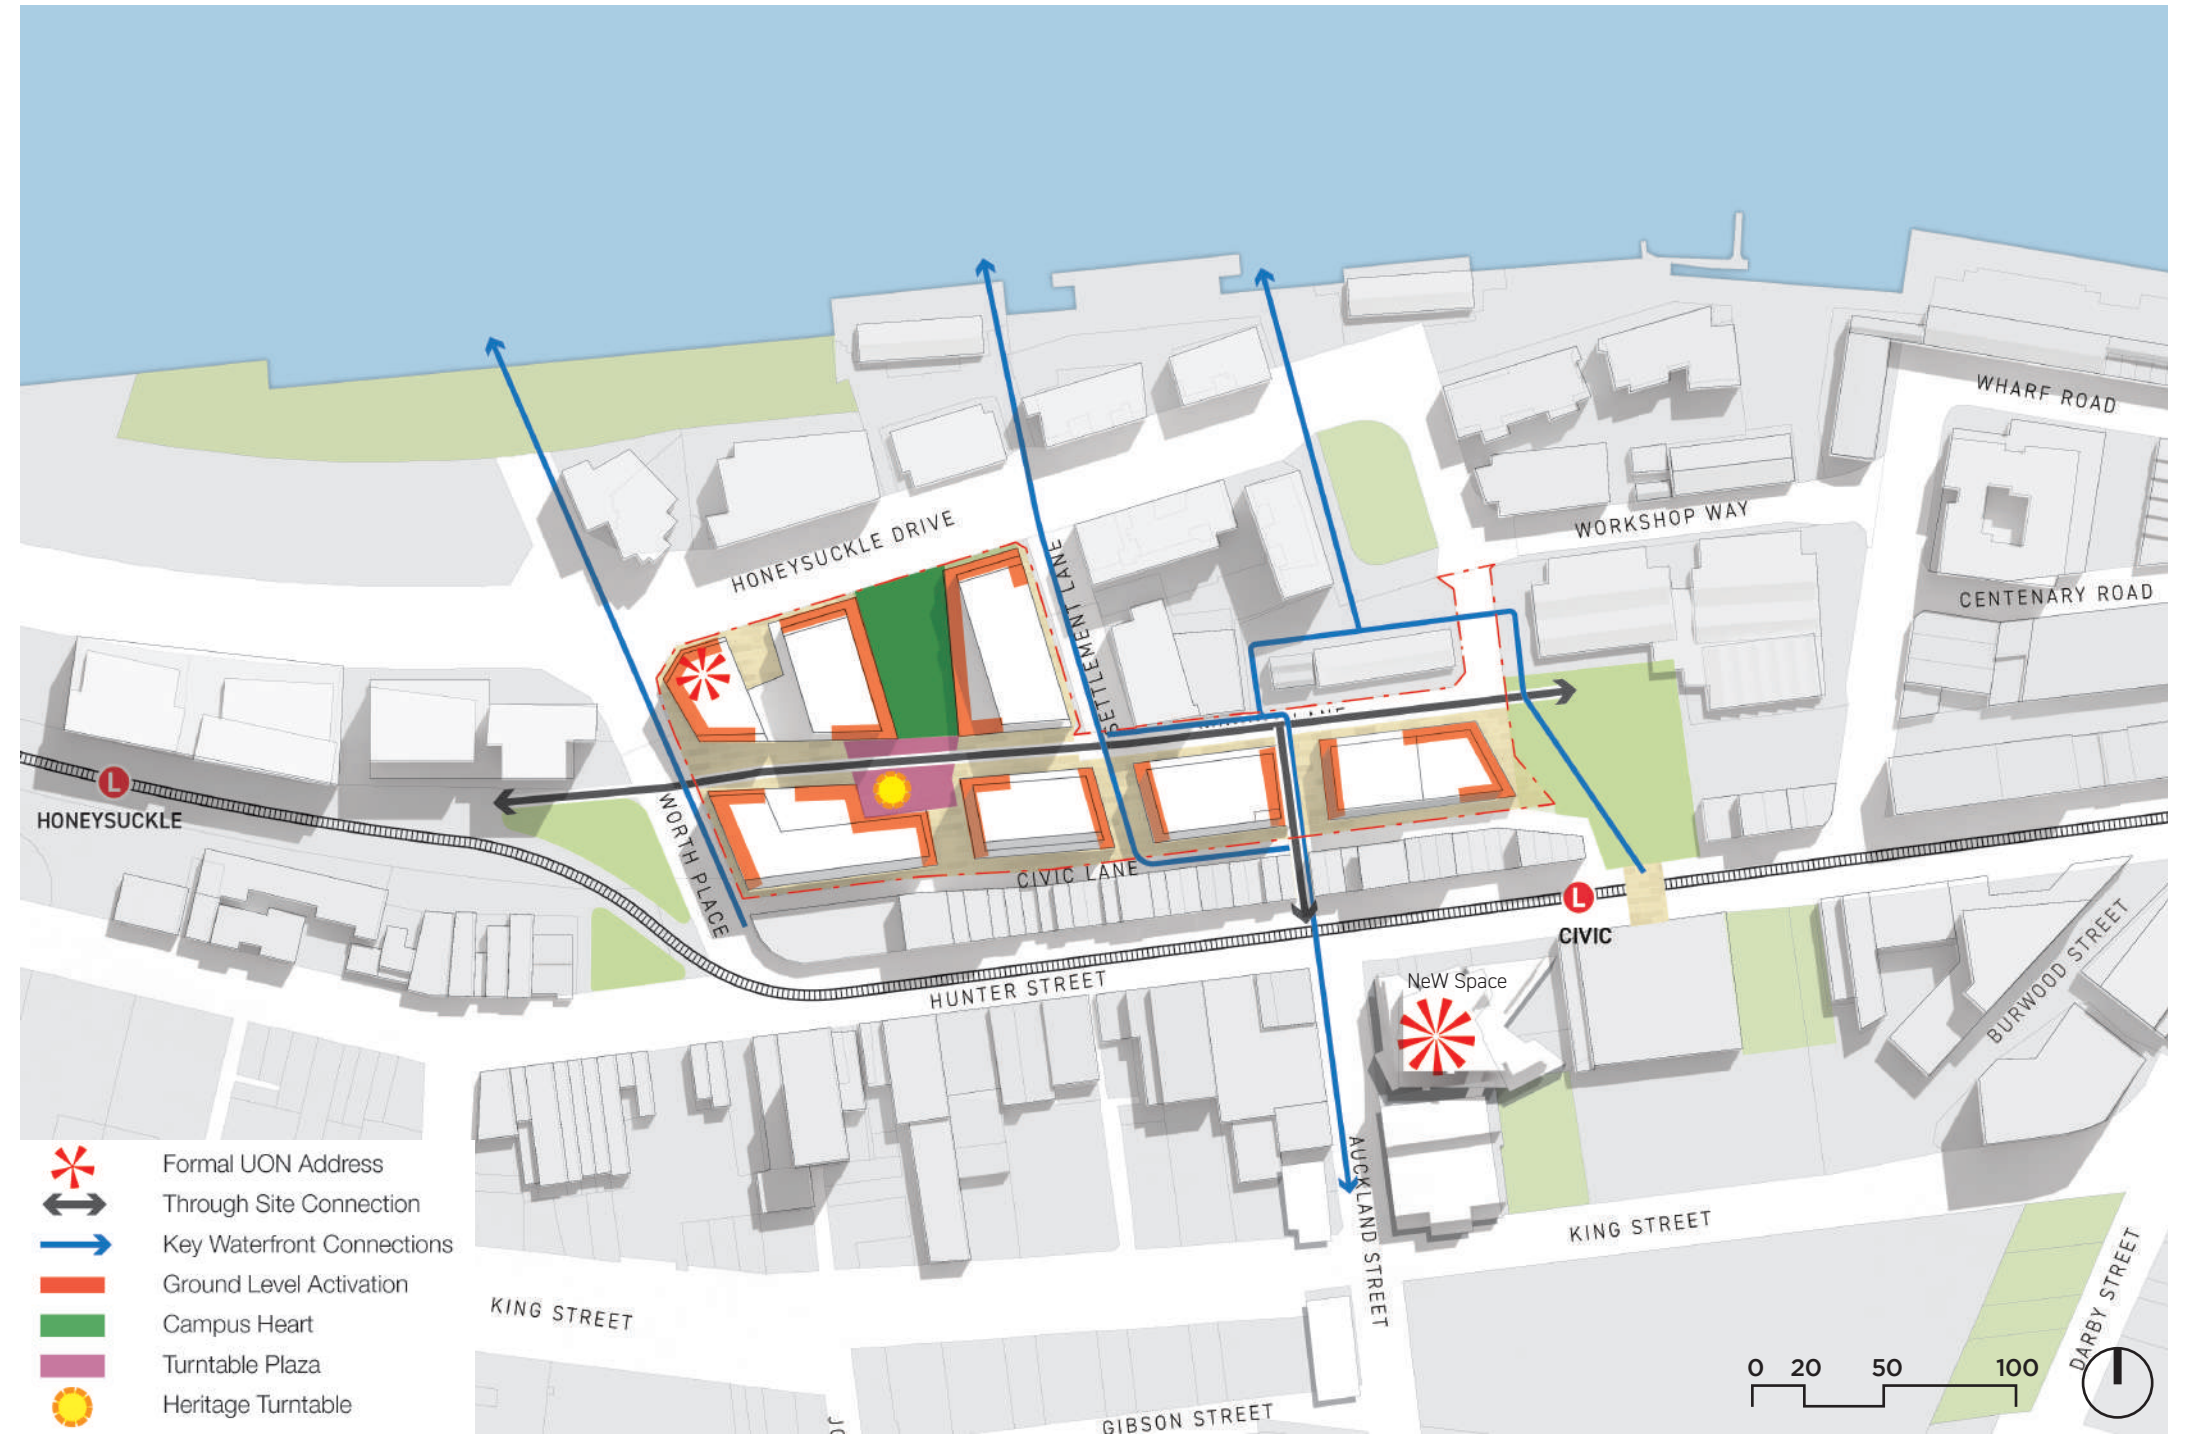 WHARF ROAD
WORKSHOP WAY
HONEYSUCKLE DRIVE
CENTENARY ROAD
SETTLEMENT LANE
LANE
L
HONEYSUCKLE
WORTH PLACE
CIVIC LANE
L
CIVIC
HUNTER STREET
NeW Space
BURWOOD STREET
AUCKLAND STREET
KING STREET
DARBY STREET
KING STREET
GIBSON STREET
Formal UON Address
Through Site Connection
Key Waterfront Connections
Ground Level Activation
Campus Heart
Turntable Plaza
Heritage Turntable
0 20 50 100